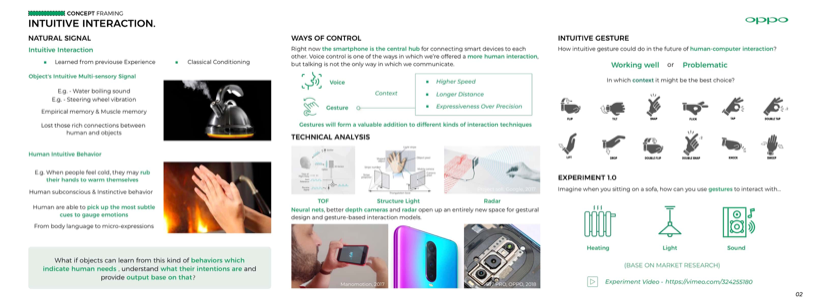 CONCEPT FRAMING
INTUITIVE INTERACTION.
oppo
NATURAL SIGNAL
Intuitive Interaction
Learned from previouse Experience
Classical Conditioning
Object's Intuitive Multi-sensory Signal
E.g. - Water boiling sound
E.g. - Steering wheel vibration
Empirical memory & Muscle memory
Lost those rich connections between
human and objects
Human Intuitive Behavior
E.g. When people feel cold, they may rub
their hands to warm themselves
Human subconscious & Instinctive behavior
Human are able to pick up the most subtle
cues to gauge emotions
From body language to micro-expressions
What if objects can learn from this kind of behaviors which
indicate human needs , understand what their intentions are and
provide output base on that?
WAYS OF CONTROL
Right now the smartphone is the central hub for connecting smart devices to each
other. Voice control is one of the ways in which we're offered a more human interaction,
but talking is not the only way in which we communicate.
Voice
Gesture
Context
Higher Speed
Longer Distance
Expressiveness Over Precision
Gestures will form a valuable addition to different kinds of interaction techniques
TECHNICAL ANALYSIS
TOF
Structure Light
Radar
Neural nets, better depth cameras and radar open up an entirely new space for gestural
design and gesture-based interaction models
INTUITIVE GESTURE
How intuitive gesture could do in the future of human-computer interaction?
Working well or Problematic
In which context it might be the best choice?
FLIP
TILT
SNAP
FLICK
TAP
DOUBLE TAP
LIFT
DROP
KNOCK
EXPERIMENT 1.0
Imagine when you sitting on a sofa, how can you use gestures to interact with...
Heating
Light
Sound
(BASE ON MARKET RESEARCH)
Experiment Video - https://vimeo.com/324255180
02